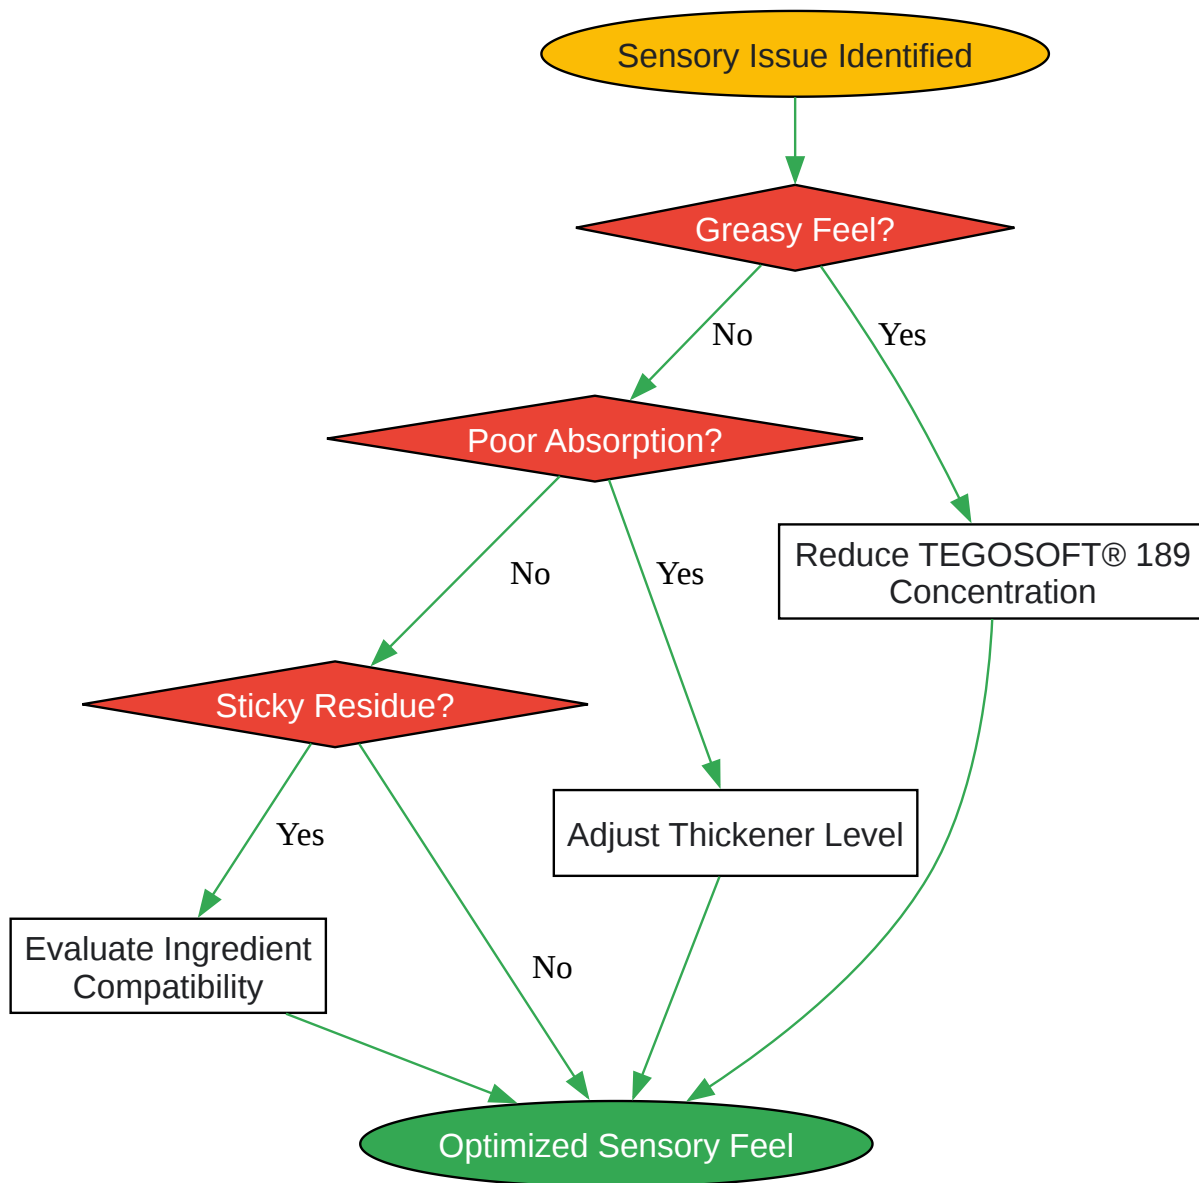 Sensory Issue Identified
Greasy Feel?
No
Yes
Poor Absorption?
Reduce TEGOSOFT® 189
Concentration
No
Yes
Sticky Residue?
Adjust Thickener Level
Yes
Evaluate Ingredient
Compatibility
No
Optimized Sensory Feel